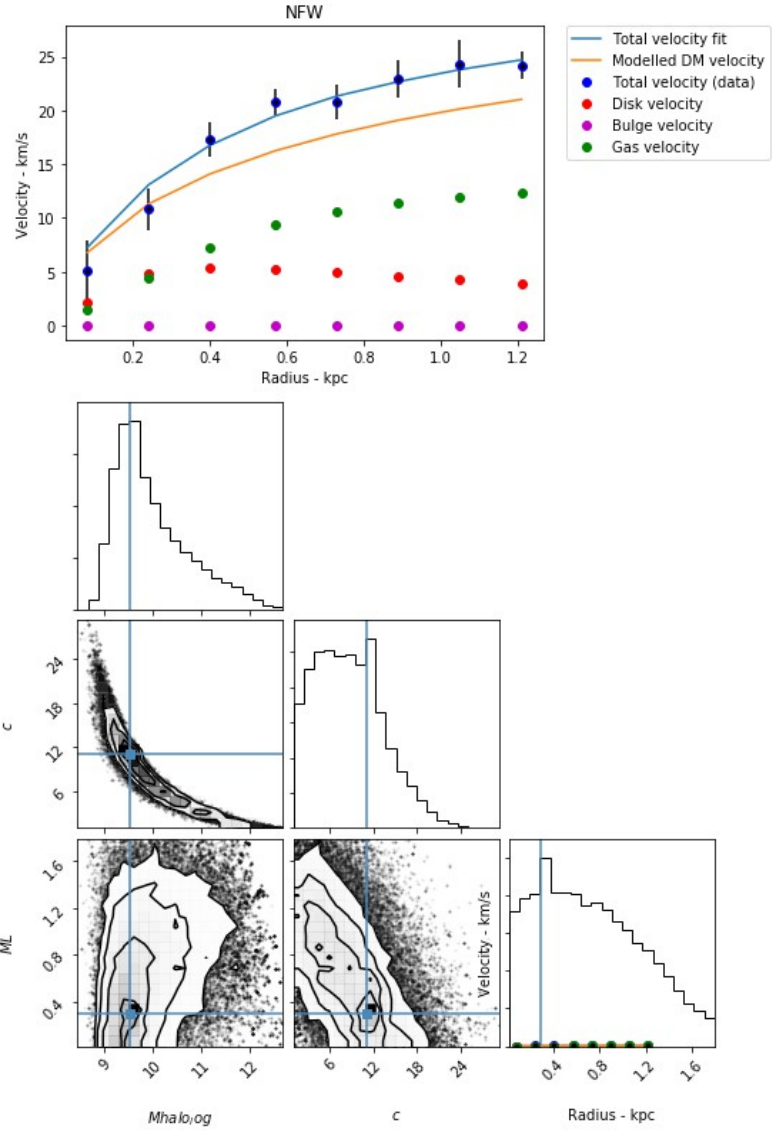 NFW
Total velocity fit
Modelled DM velocity
Total velocity (data)
Disk velocity
Bulge velocity
Gas velocity
Velocity - km/s
25
20
15
10
5
0
0.2 0.4 0.6 0.8 1.0 1.2
Radius - kpc
c
24
18
12
6
ML
1.6
1.2
0.8
0.4
Velocity - km/s
9 10 11 12
6 12 18 24
0.4 0.8 1.2 1.6
Mhalolog
c
Radius - kpc